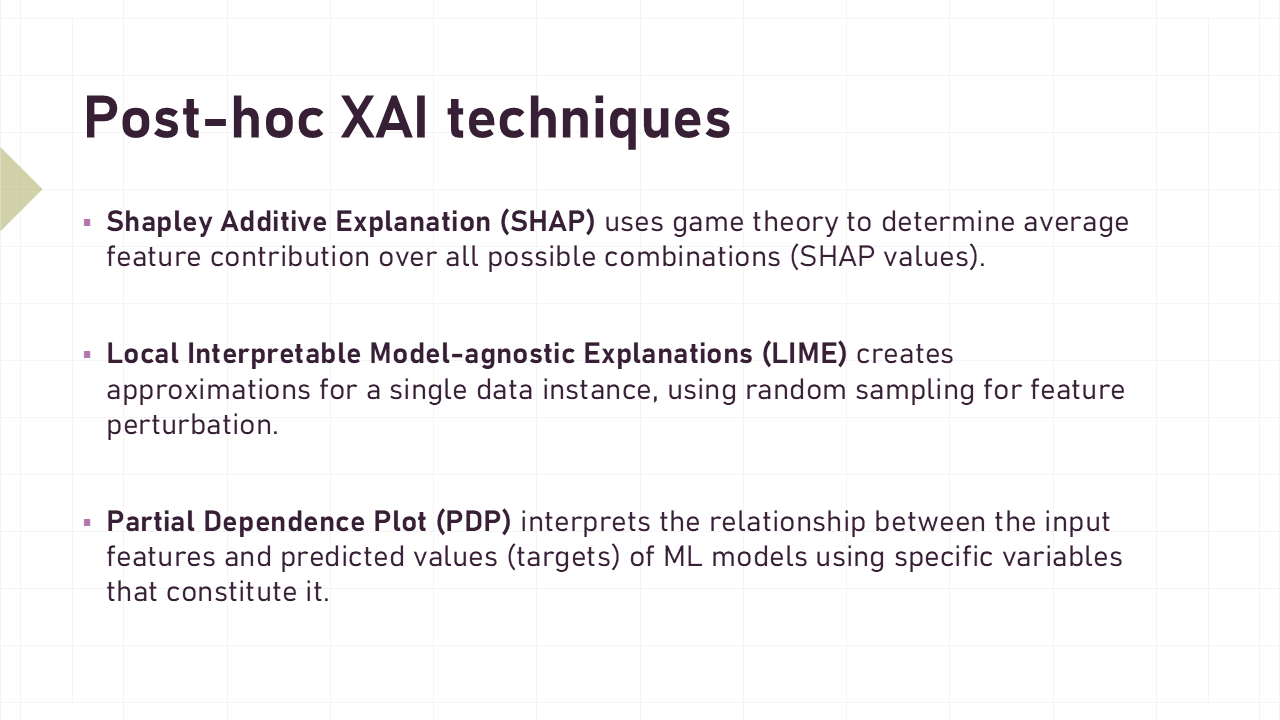 Post-hoc XAI techniques
Shapley Additive Explanation (SHAP) uses game theory to determine average
feature contribution over all possible combinations (SHAP values).
Local Interpretable Model-agnostic Explanations (LIME) creates
approximations for a single data instance, using random sampling for feature
perturbation.
Partial Dependence Plot (PDP) interprets the relationship between the input
features and predicted values (targets) of ML models using specific variables
that constitute it.